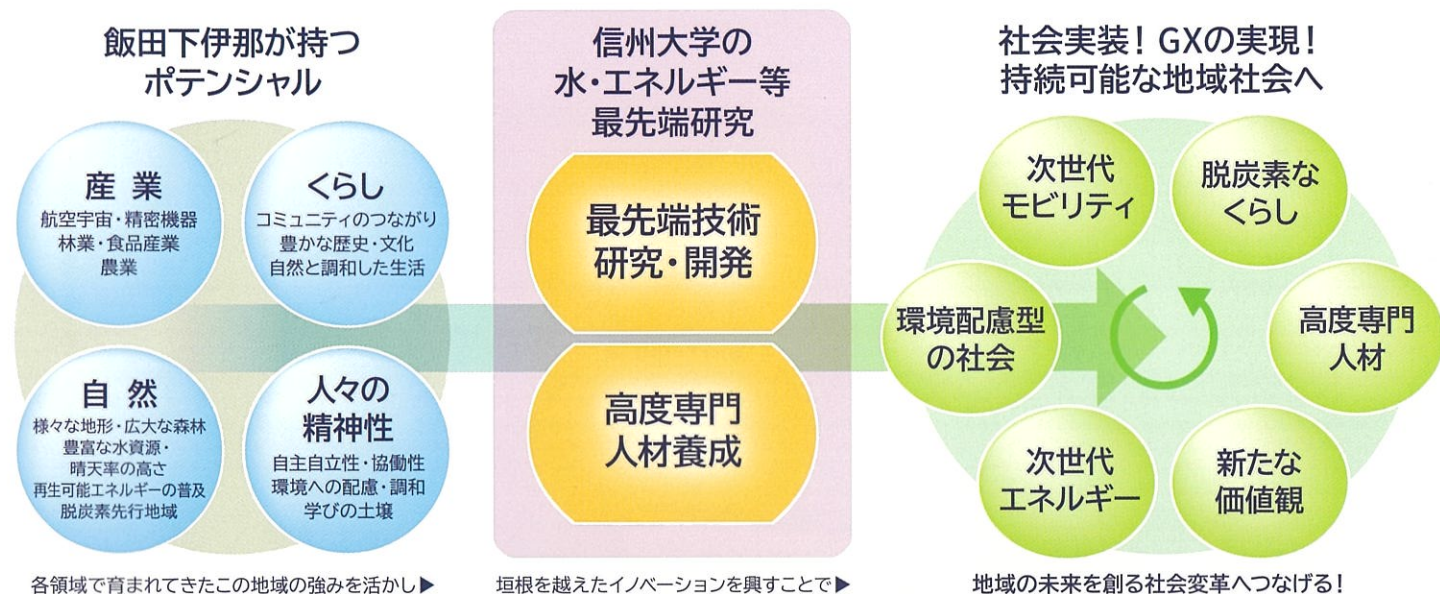 飯田下伊那が持つ
ポテンシャル
産業
航空宇宙・精密機器
林業・食品産業
農業
くらし
コミュニティのつながり
豊かな歴史・文化
自然と調和した生活
自然
様々な地形・広大な森林
豊富な水資源・
晴天率の高さ
再生可能エネルギーの普及
脱炭素先行地域
人々の
精神性
自主自立性・協働性
環境への配慮・調和
学びの土壌
各領域で育まれてきたこの地域の強みを活かし▶
信州大学の
水・エネルギー等
最先端研究
最先端技術
研究・開発
高度専門
人材養成
垣根を越えたイノベーションを興すことで▶
社会実装！GXの実現！
持続可能な地域社会へ
次世代
モビリティ
脱炭素な
くらし
環境配慮型
の社会
高度専門
人材
次世代
エネルギー
新たな
価値観
地域の未来を創る社会変革へつなげる！